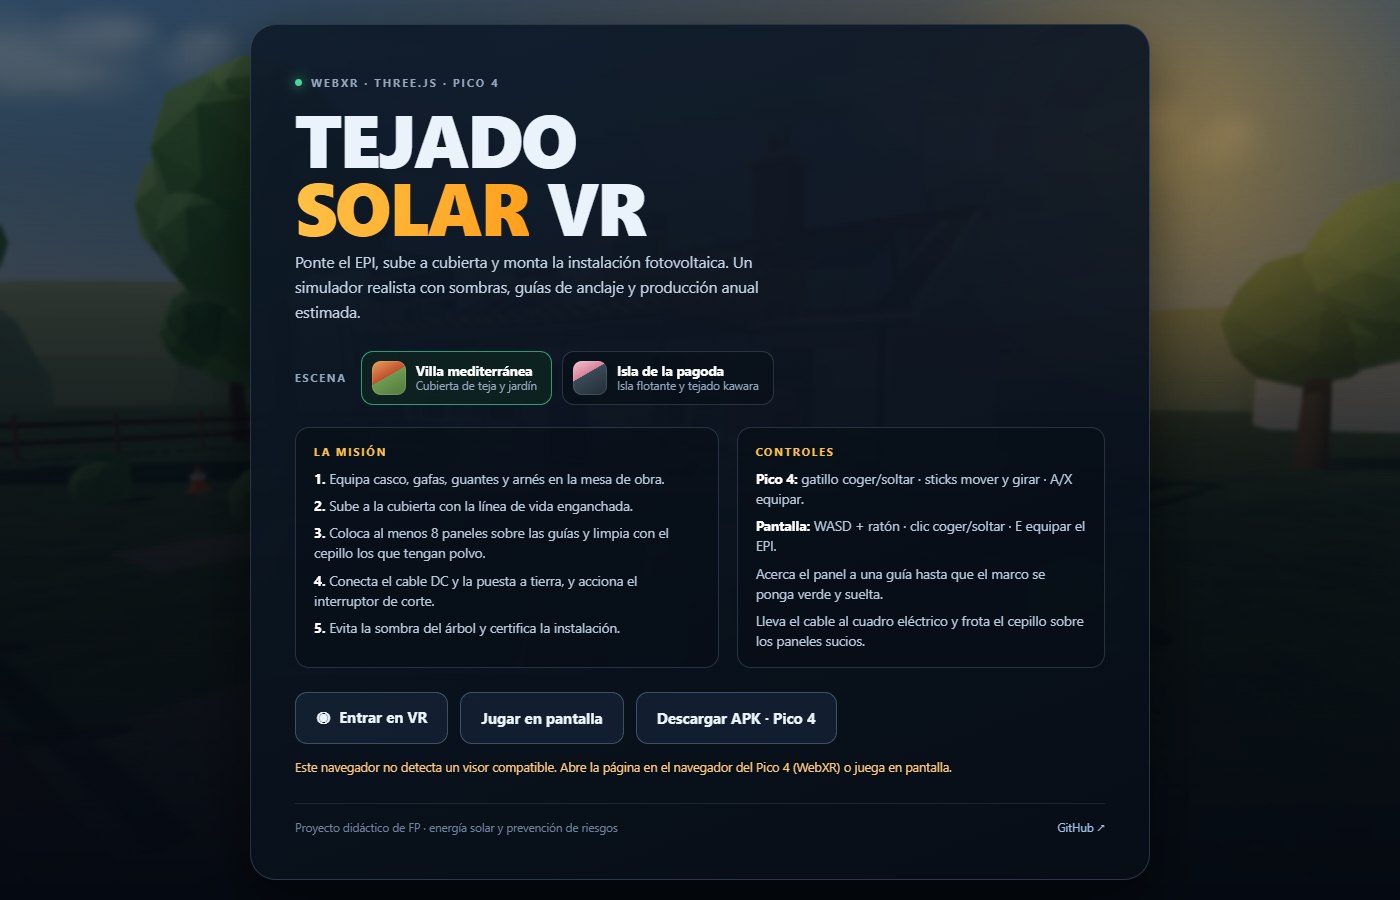 WEBXR · THREE.JS · PICO 4
TEJADO
SOLAR VR
Ponte el EPI, sube a cubierta y monta la instalación fotovoltaica. Un
simulador realista con sombras, guías de anclaje y producción anual
estimada.
ESCENA
Villa mediterránea
Cubierta de teja y jardín
Isla de la pagoda
Isla flotante y tejado kawara
LA MISIÓN
1. Equipa casco, gafas, guantes y arnés en la mesa de obra.
2. Sube a la cubierta con la línea de vida enganchada.
3. Coloca al menos 8 paneles sobre las guías y limpia con el
cepillo los que tengan polvo.
4. Conecta el cable DC y la puesta a tierra, y acciona el
interruptor de corte.
5. Evita la sombra del árbol y certifica la instalación.
CONTROLES
Pico 4: gatillo coger/soltar · sticks mover y girar · A/X
equipar.
Pantalla: WASD + ratón · clic coger/soltar · E equipar el
EPI.
Acerca el panel a una guía hasta que el marco se
ponga verde y suelta.
Lleva el cable al cuadro eléctrico y frota el cepillo sobre
los paneles sucios.
◉ Entrar en VR
Jugar en pantalla
Descargar APK · Pico 4
Este navegador no detecta un visor compatible. Abre la página en el navegador del Pico 4 (WebXR) o juega en pantalla.
Proyecto didáctico de FP · energía solar y prevención de riesgos
GitHub ↗